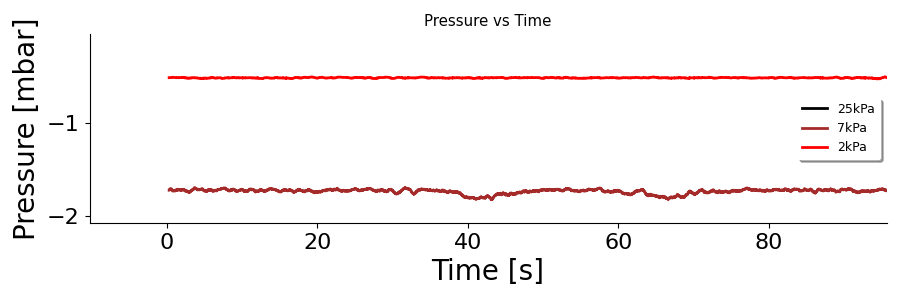 Pressure vs Time
Pressure [mbar]
−1
−2
25kPa
7kPa
2kPa
0 20 40 60 80
Time [s]